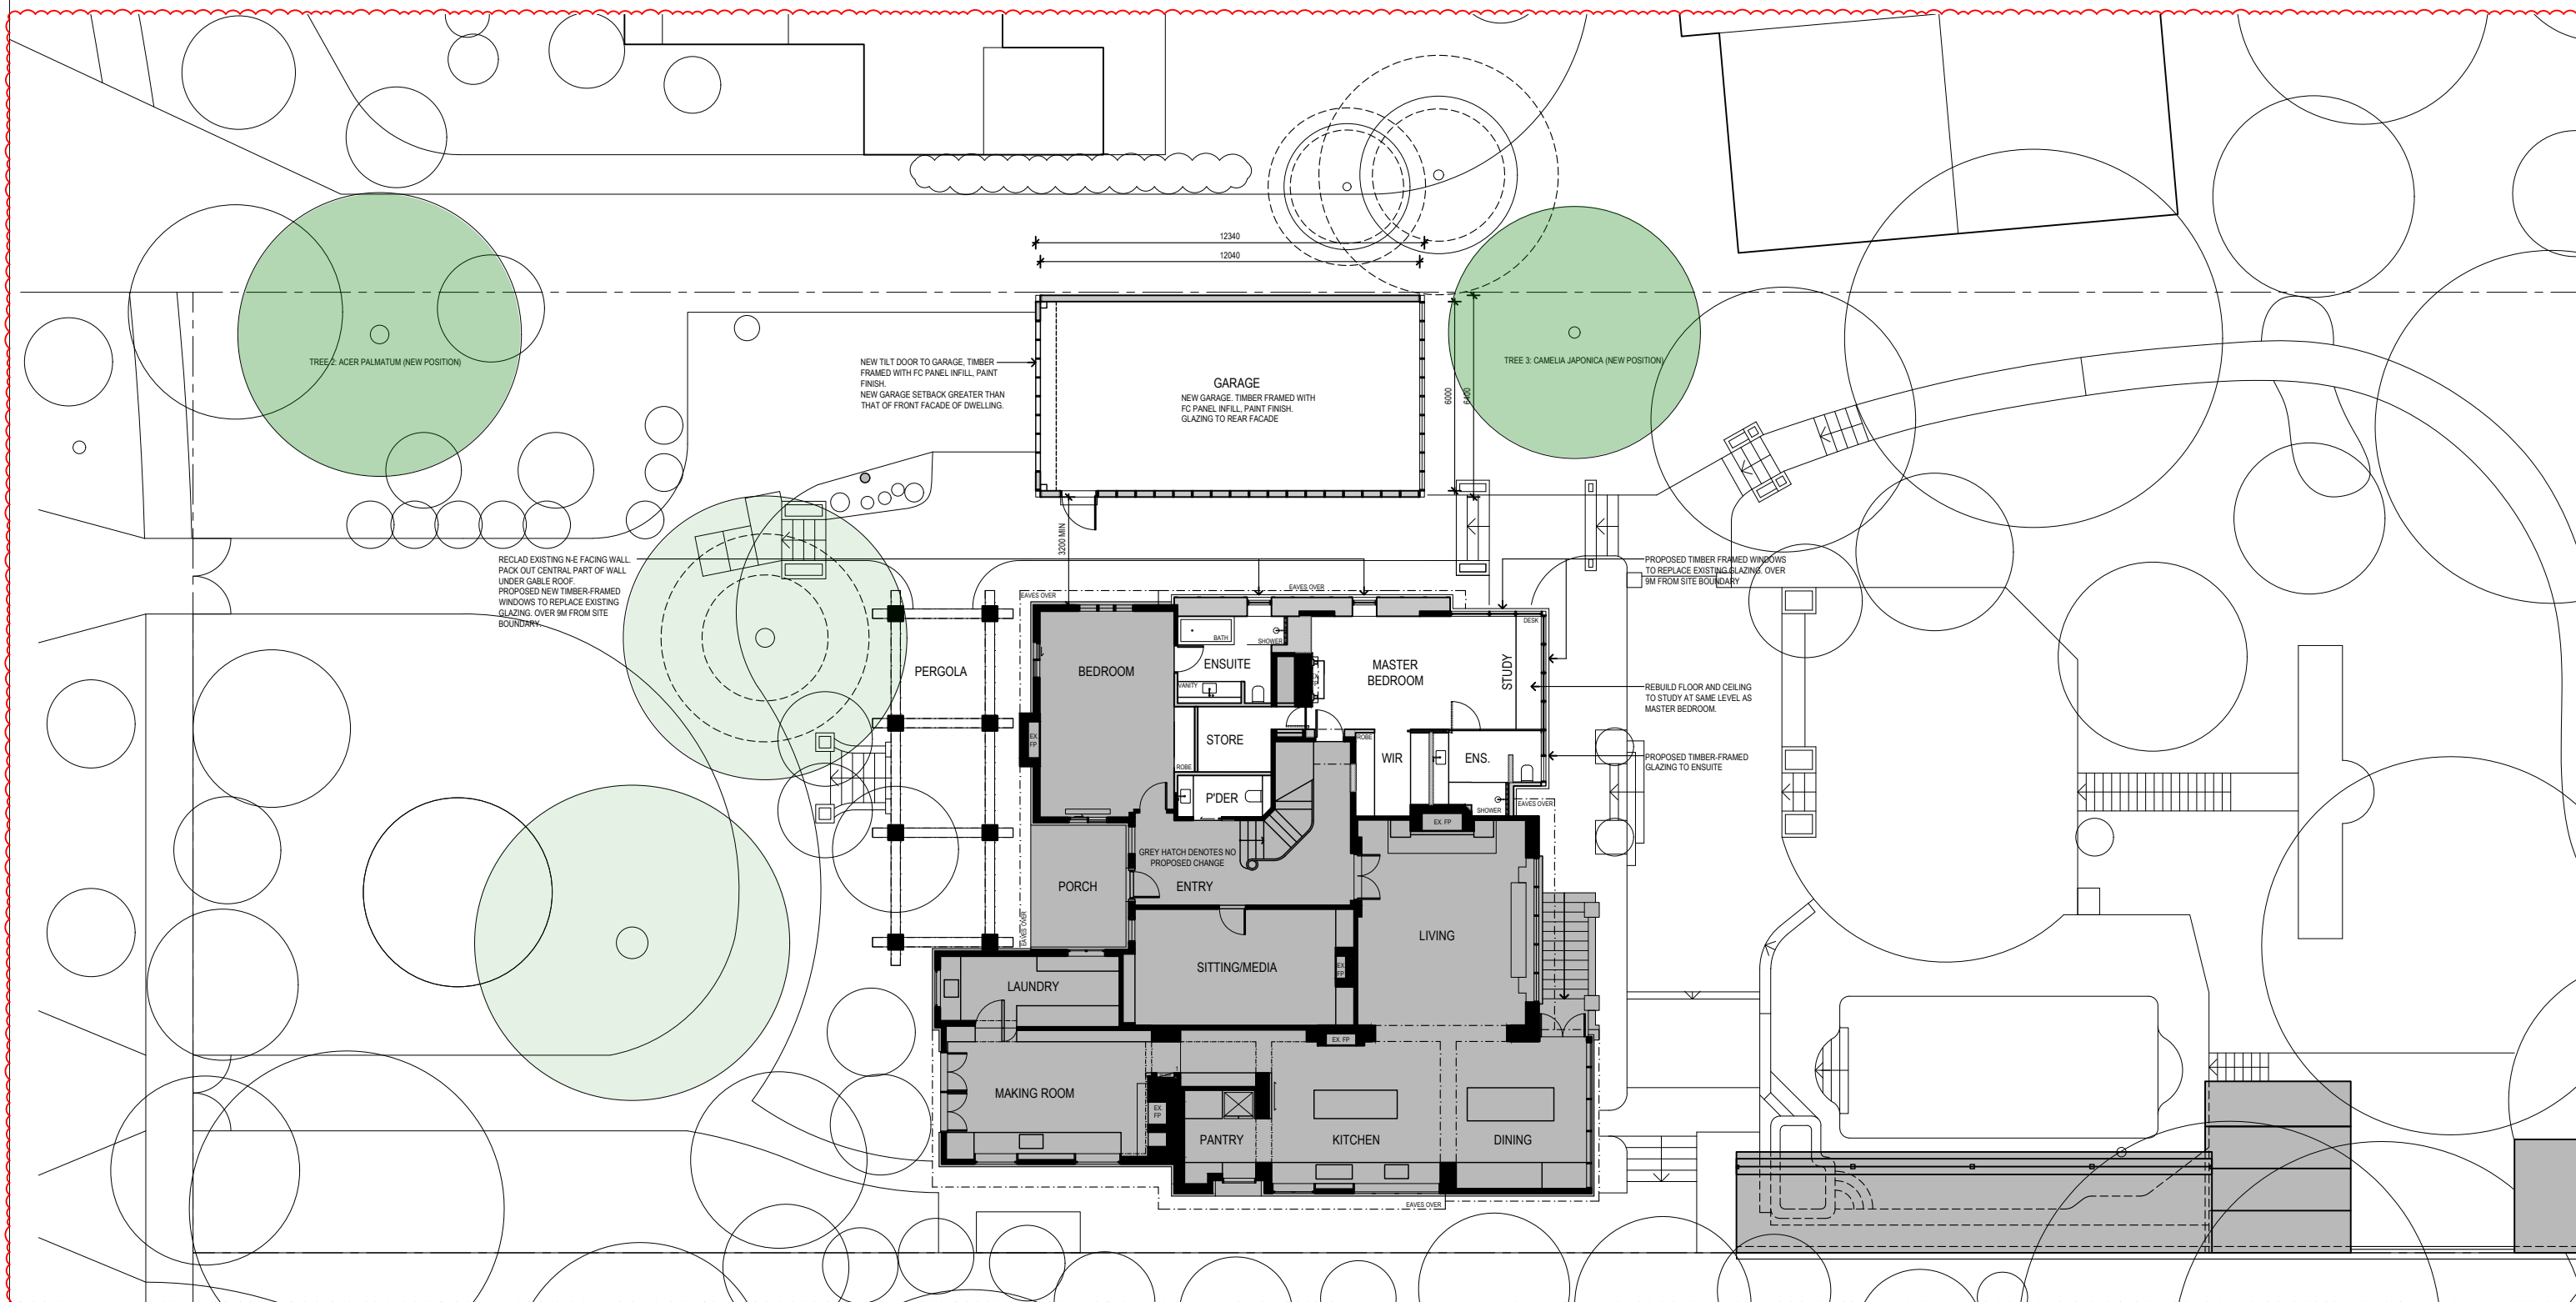 12340
12040
TREE 2: ACER PALMATUM (NEW POSITION)
TREE 3: CAMELIA JAPONICA (NEW POSITION)
NEW TILT DOOR TO GARAGE, TIMBER
FRAMED WITH FC PANEL INFILL, PAINT
FINISH.
NEW GARAGE SETBACK GREATER THAN
THAT OF FRONT FACADE OF DWELLING.
GARAGE
NEW GARAGE. TIMBER FRAMED WITH
FC PANEL INFILL, PAINT FINISH.
GLAZING TO REAR FACADE
6000
3200 MIN
RECLAD EXISTING N-E FACING WALL.
PACK OUT CENTRAL PART OF WALL
UNDER GABLE ROOF.
PROPOSED NEW TIMBER-FRAMED
WINDOWS TO REPLACE EXISTING
GLAZING. OVER 9M FROM SITE
BOUNDARY.
PROPOSED TIMBER FRAMED WINDOWS
TO REPLACE EXISTING GLAZING. OVER
9M FROM SITE BOUNDARY
EAVES OVER
EAVES OVER
DESK
BATH
SHOWER
PERGOLA
BEDROOM
ENSUITE
MASTER
BEDROOM
STUDY
VANITY
REBUILD FLOOR AND CEILING
TO STUDY AT SAME LEVEL AS
MASTER BEDROOM.
EX.
FP
STORE
ROBE
WIR
ENS.
PROPOSED TIMBER-FRAMED
GLAZING TO ENSUITE
ROBE
P'DER
SHOWER
EAVES OVER
EX. FP
GREY HATCH DENOTES NO
PROPOSED CHANGE
PORCH
ENTRY
EAVES OVER
LIVING
SITTING/MEDIA
EX.
FP
LAUNDRY
EX. FP
MAKING ROOM
EX.
FP
PANTRY
KITCHEN
DINING
EAVES OVER